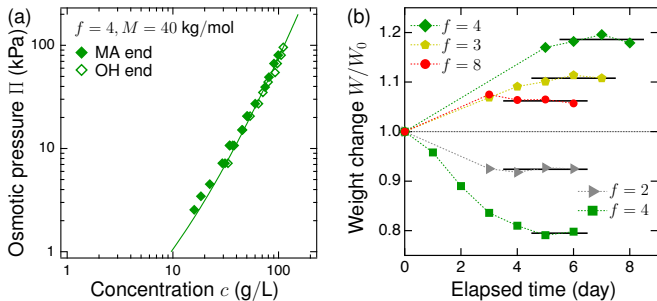 (a)
f = 4, M = 40 kg/mol
MA end
OH end
Osmotic pressure Π (kPa)
100
10
1
1
10
100
Concentration c (g/L)
(b)
f = 4
f = 3
f = 8
f = 2
f = 4
Weight change W/W₀
1.2
1.1
1.0
0.9
0.8
0
2
4
6
8
Elapsed time (day)